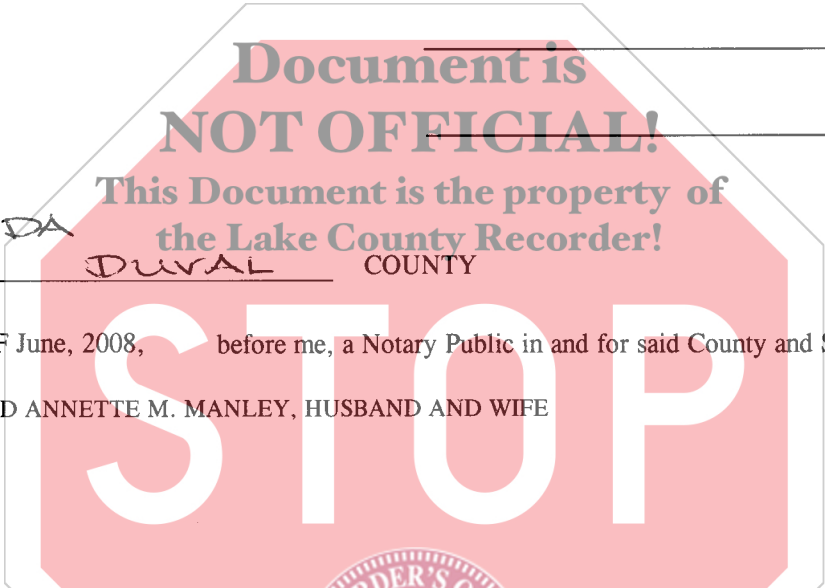 Document is
NOT OFFICIAL!
This Document is the property of
DA
the Lake County Recorder!
DUVAL COUNTY
F June, 2008, before me, a Notary Public in and for said County and S
D ANNETTE M. MANLEY, HUSBAND AND WIFE
STOP
RDER'S